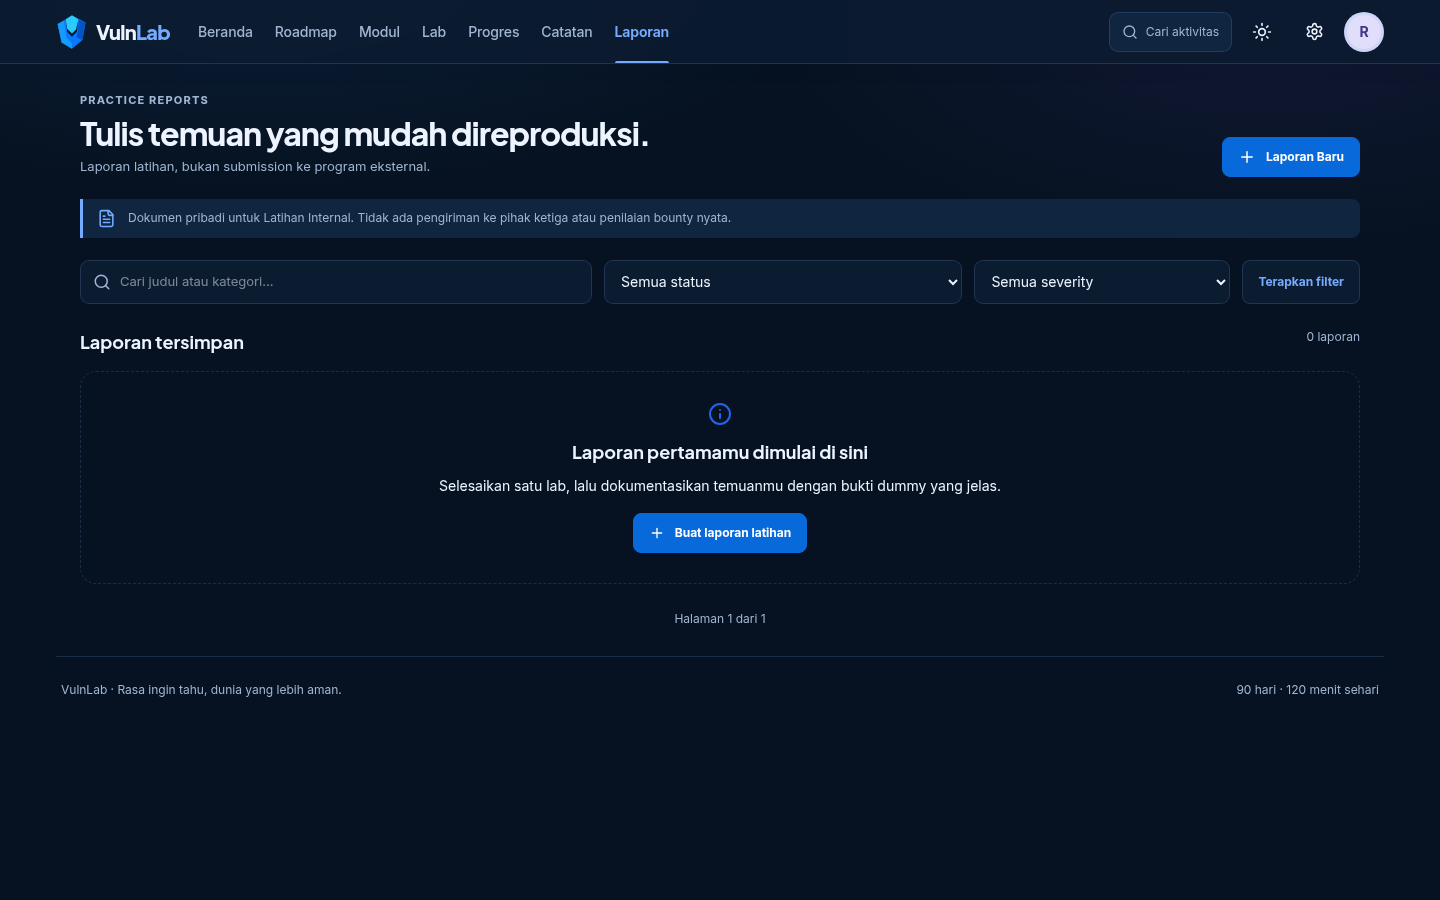 VulnLab
Beranda
Roadmap
Modul
Lab
Progres
Catatan
Laporan
Cari aktivitas
R
PRACTICE REPORTS
Tulis temuan yang mudah direproduksi.
Laporan latihan, bukan submission ke program eksternal.
Laporan Baru
Dokumen pribadi untuk Latihan Internal. Tidak ada pengiriman ke pihak ketiga atau penilaian bounty nyata.
Cari judul atau kategori...
Semua status
Semua severity
Terapkan filter
Laporan tersimpan
0 laporan
Laporan pertamamu dimulai di sini
Selesaikan satu lab, lalu dokumentasikan temuanmu dengan bukti dummy yang jelas.
Buat laporan latihan
Halaman 1 dari 1
VulnLab · Rasa ingin tahu, dunia yang lebih aman.
90 hari · 120 menit sehari